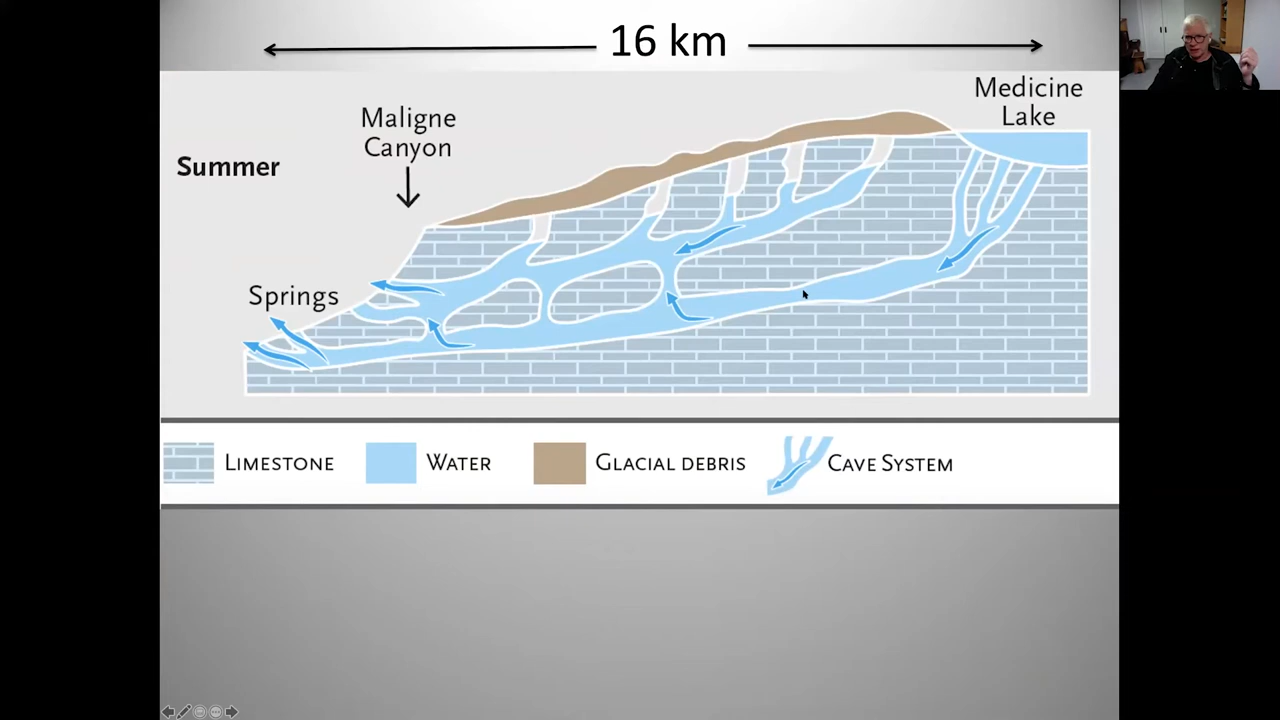 16 km
Medicine
Lake
Maligne
Canyon
Summer
Springs
LIMESTONE
WATER
GLACIAL DEBRIS
CAVE SYSTEM